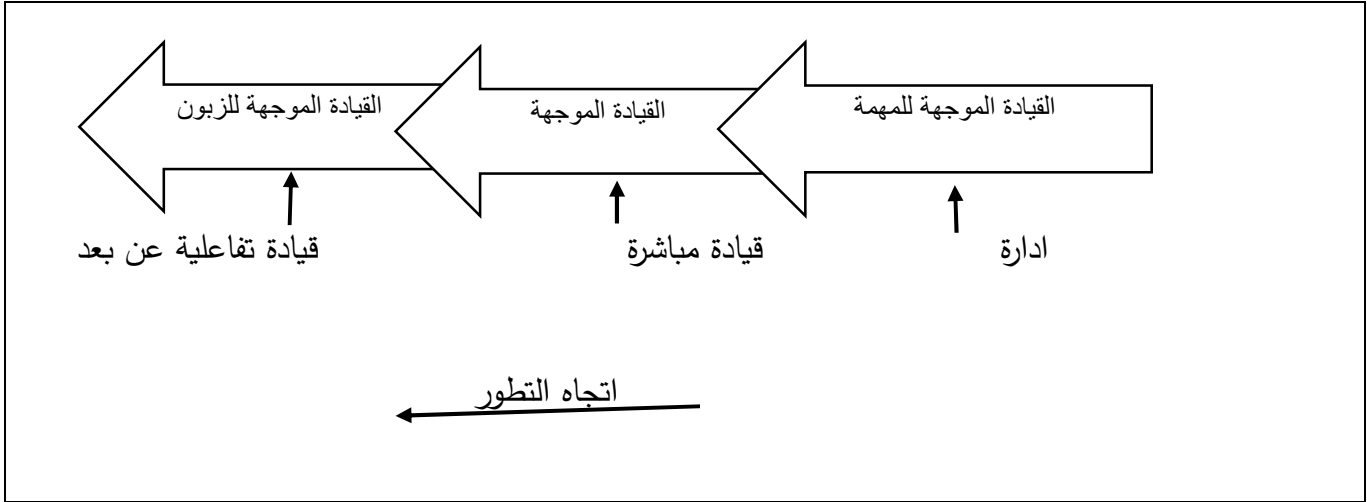 القيادة الموجهة للمهمة
القيادة الموجهة
القيادة الموجهة للزبون
ادارة
قيادة مباشرة
قيادة تفاعلية عن بعد
اتجاه التطور